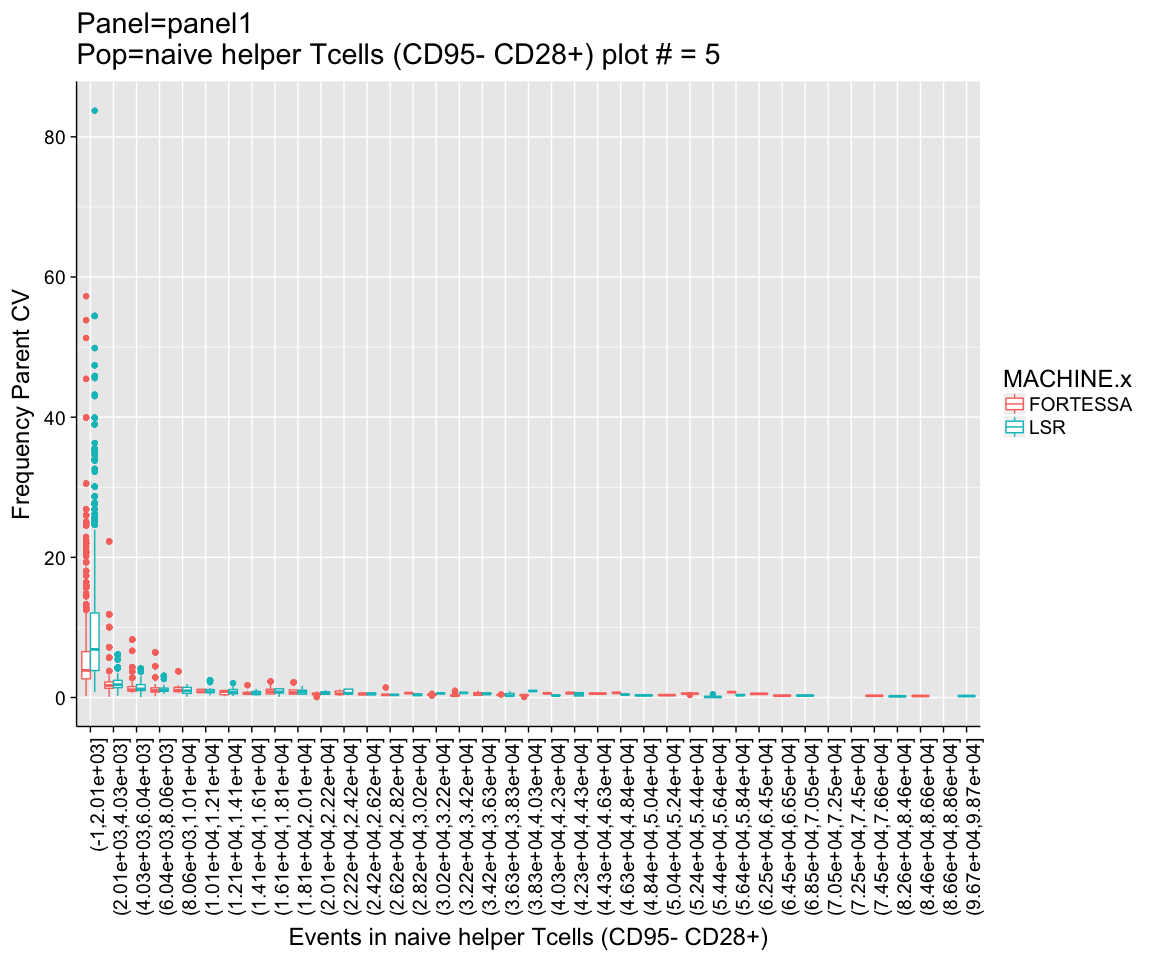 Panel=panel1
Pop=naive helper Tcells (CD95- CD28+) plot # = 5
80
60
40
20
0
Frequency Parent CV
MACHINE.x
FORTESSA
LSR
(-1,2.01e+03]
(2.01e+03,4.03e+03]
(4.03e+03,6.04e+03]
(6.04e+03,8.06e+03]
(8.06e+03,1.01e+04]
(1.01e+04,1.21e+04]
(1.21e+04,1.41e+04]
(1.41e+04,1.61e+04]
(1.61e+04,1.81e+04]
(1.81e+04,2.01e+04]
(2.01e+04,2.22e+04]
(2.22e+04,2.42e+04]
(2.42e+04,2.62e+04]
(2.62e+04,2.82e+04]
(2.82e+04,3.02e+04]
(3.02e+04,3.22e+04]
(3.22e+04,3.42e+04]
(3.42e+04,3.63e+04]
(3.63e+04,3.83e+04]
(3.83e+04,4.03e+04]
(4.03e+04,4.23e+04]
(4.23e+04,4.43e+04]
(4.43e+04,4.63e+04]
(4.63e+04,4.84e+04]
(4.84e+04,5.04e+04]
(5.04e+04,5.24e+04]
(5.24e+04,5.44e+04]
(5.44e+04,5.64e+04]
(5.64e+04,5.84e+04]
(6.25e+04,6.45e+04]
(6.45e+04,6.65e+04]
(6.85e+04,7.05e+04]
(7.05e+04,7.25e+04]
(7.25e+04,7.45e+04]
(7.45e+04,7.66e+04]
(8.26e+04,8.46e+04]
(8.46e+04,8.66e+04]
(8.66e+04,8.86e+04]
(9.67e+04,9.87e+04]
Events in naive helper Tcells (CD95- CD28+)